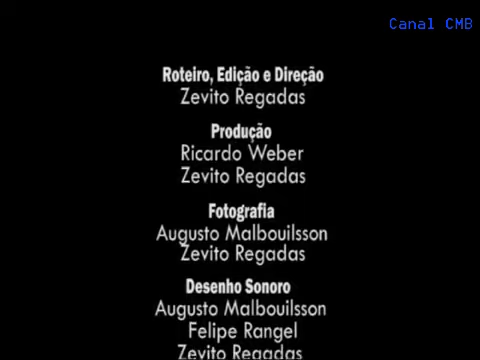 Canal CMB
Roteiro, Edição e Direção
Zevito Regadas
Produção
Ricardo Weber
Zevito Regadas
Fotografia
Augusto Malbouilsson
Zevito Regadas
Desenho Sonoro
Augusto Malbouilsson
Felipe Rangel
Zevito Regadas